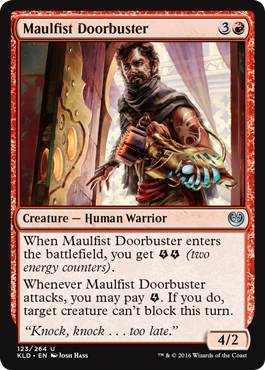 Maulfist Doorbuster 3
Creature — Human Warrior
When Maulfist Doorbuster enters
the battlefield, you get (two
energy counters).
Whenever Maulfist Doorbuster
attacks, you may pay . If you do,
target creature can't block this turn.
"Knock, knock . . . too late."
4/2
123/264 U
KLD • EN Josh Hass
™ & © 2016 Wizards of the Coast